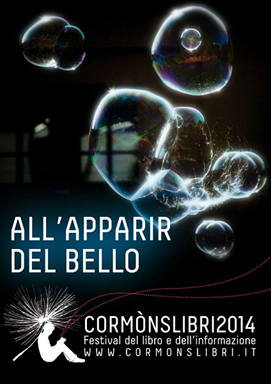 ALL'APPARIR
DEL BELLO
CORMÒNSLIBRI2014
Festival del libro e dell'informazione
WWW.CORMONSLIBRI.IT